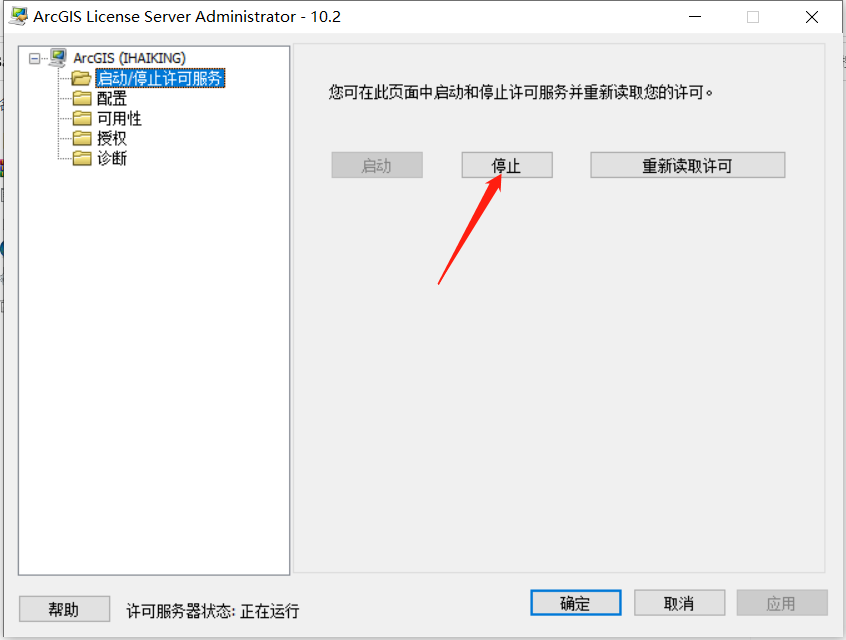 ArcGIS License Server Administrator - 10.2
ArcGIS (IHAIKING)
启动/停止许可服务
配置
可用性
授权
诊断
您可在此页面中启动和停止许可服务并重新读取您的许可。
启动 停止 重新读取许可
帮助 许可服务器状态: 正在运行 确定 取消 应用